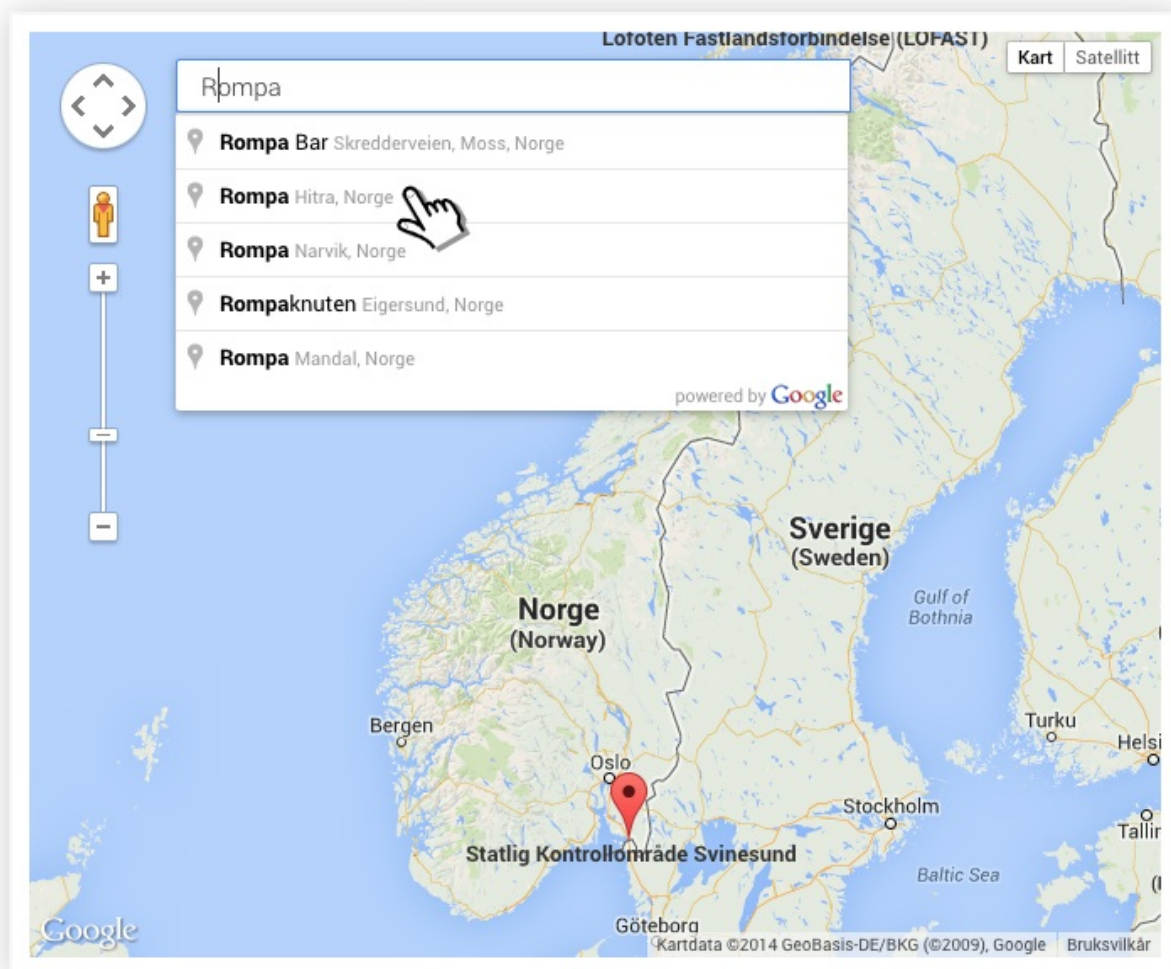 Lofoten Fastlandsforbindelse (LOFAST)
Kart Satellitt
Rompa
Rompa Bar Skredderveien, Moss, Norge
Rompa Hitra, Norge
Rompa Narvik, Norge
Rompaknuten Eigersund, Norge
Rompa Mandal, Norge
powered by Google
Sverige
(Sweden)
Gulf of
Bothnia
Norge
(Norway)
Bergen
Turku
Helsi
Oslo
Stockholm
Tallir
Statlig Kontrollområde Svinesund
Baltic Sea
Göteborg
Google
Kartdata ©2014 GeoBasis-DE/BKG (©2009), Google Bruksvilkår